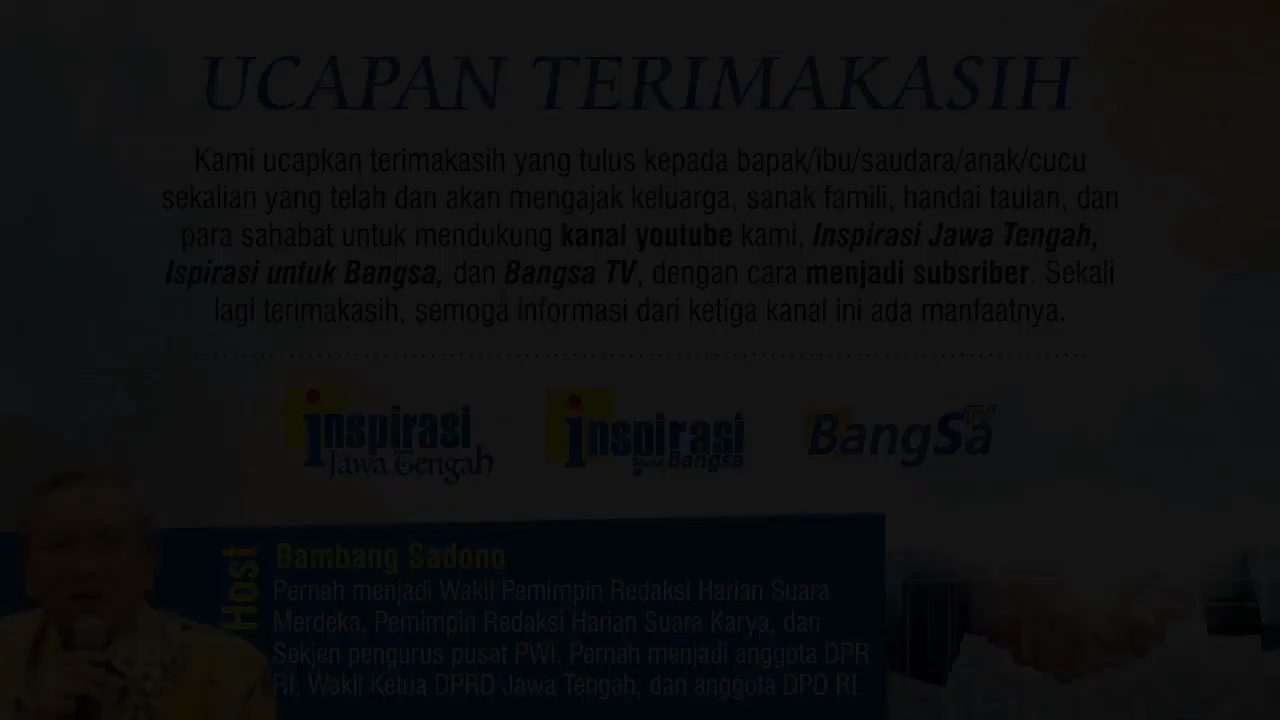 UCAPAN TERIMAKASIH
Kami ucapkan terimakasih yang tulus kepada bapak/ibu/saudara/anak/cucu
sekalian yang telah dan akan mengajak keluarga, sanak famili, handai taulan, dan
para sahabat untuk mendukung kanal youtube kami, Inspirasi Jawa Tengah,
Ispirasi untuk Bangsa, dan Bangsa TV, dengan cara menjadi subsriber. Sekali
lagi terimakasih, semoga informasi dari ketiga kanal ini ada manfaatnya.
inspirasi
Jawa Tengah
inspirasi
Untuk Bangsa
BangSa TV
Host
Bambang Sadono
Pernah menjadi Wakil Pemimpin Redaksi Harian Suara
Merdeka, Pemimpin Redaksi Harian Suara Karya, dan
Sekjen pengurus pusat PWI. Pernah menjadi anggota DPR
RI, Wakil Ketua DPRD Jawa Tengah, dan anggota DPD RI.